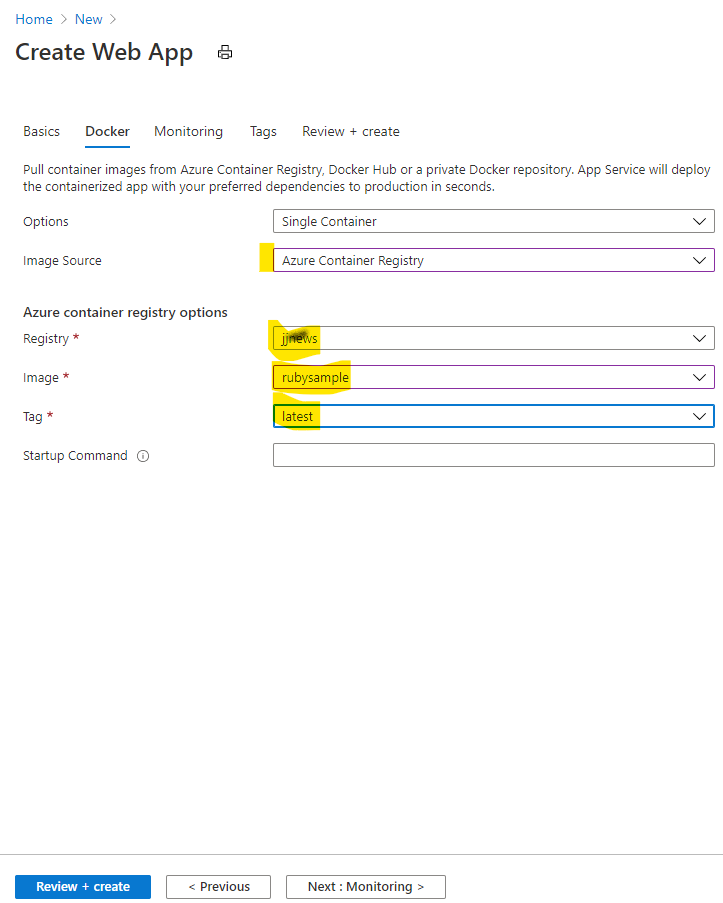 Home > New >
Create Web App
Basics Docker Monitoring Tags Review + create
Pull container images from Azure Container Registry, Docker Hub or a private Docker repository. App Service will deploy
the containerized app with your preferred dependencies to production in seconds.
Options Single Container
Image Source Azure Container Registry
Azure container registry options
Registry *
Image * rubysample
Tag * latest
Startup Command
Review + create < Previous Next : Monitoring >